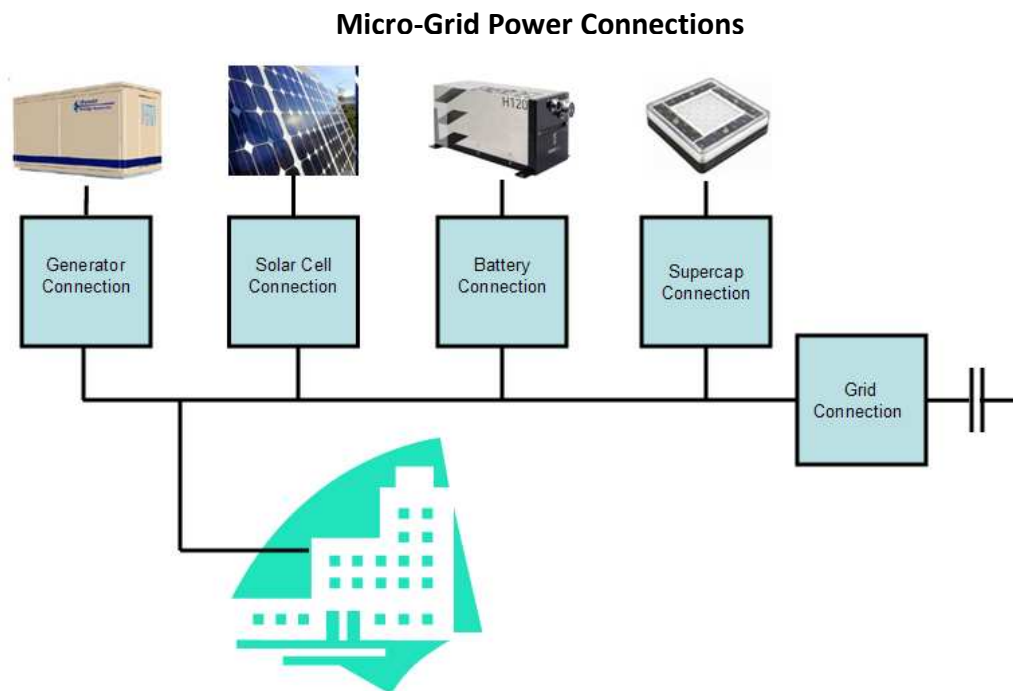 Micro-Grid Power Connections
H120
Generator
Connection
Solar Cell
Connection
Battery
Connection
Supercap
Connection
Grid
Connection